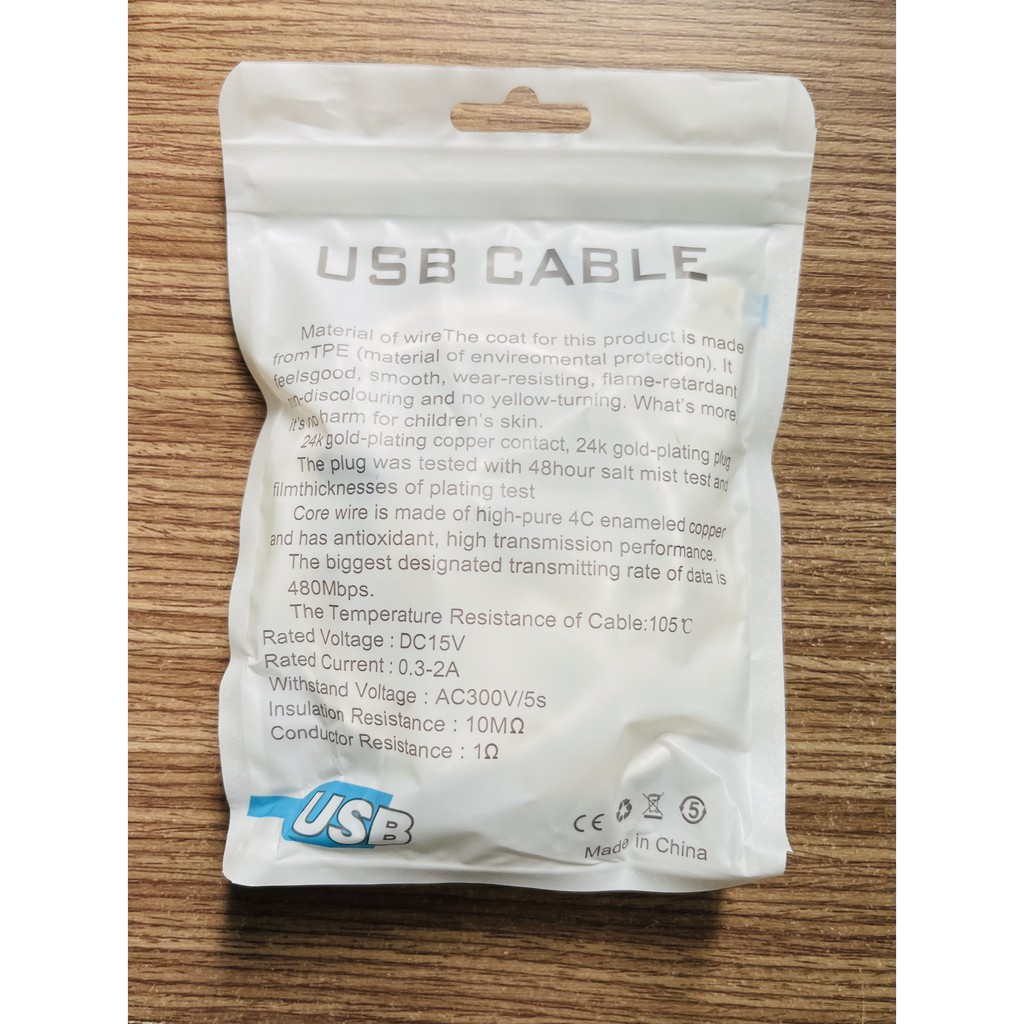 USB CABLE
Material of wireThe coat for this product is made
fromTPE (material of envireomental protection). It
feelsgood, smooth, wear-resisting, flame-retardant
-discolouring and no yellow-turning. What's more,
it's no harm for children's skin.
24k gold-plating copper contact, 24k gold-plating plug
The plug was tested with 48hour salt mist test and
filmthicknesses of plating test
Core wire is made of high-pure 4C enameled copper
and has antioxidant, high transmission performance.
The biggest designated transmitting rate of data is
480Mbps.
The Temperature Resistance of Cable:105℃
Rated Voltage : DC15V
Rated Current : 0.3-2A
Withstand Voltage : AC300V/5s
Insulation Resistance : 10MΩ
Conductor Resistance : 1Ω
USB
CE 5
Made in China